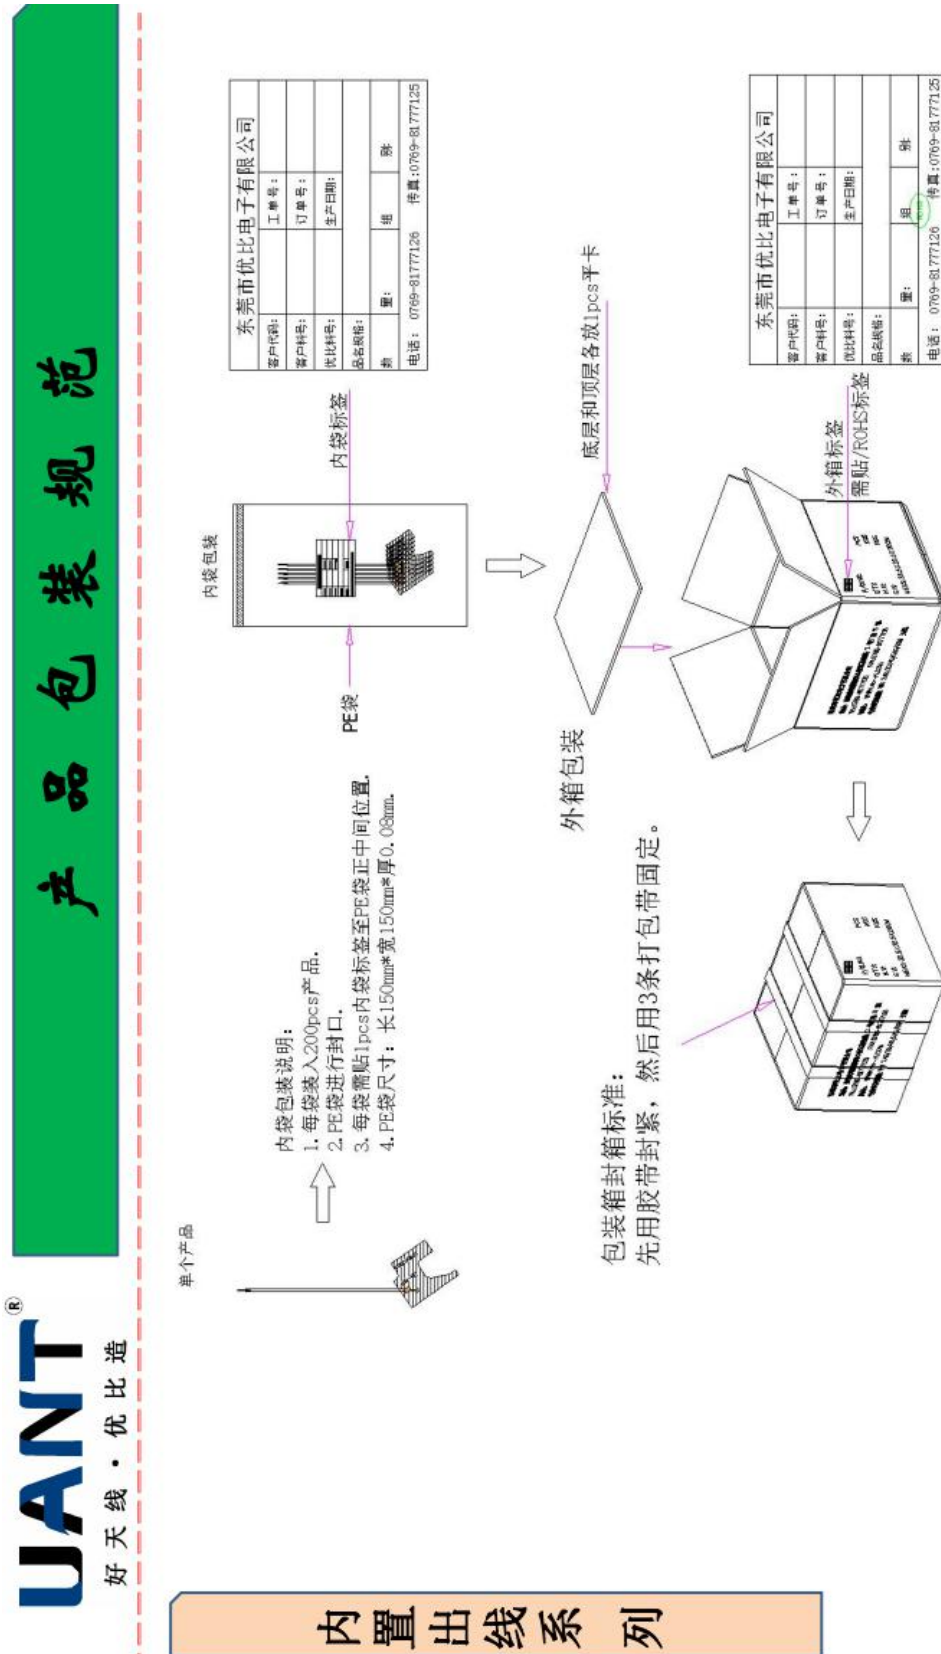 UANT®
好天线·优比造
产品包装规范
内置出线系列
单个产品
内袋包装说明:
1.每袋装入200pcs产品.
2.PE袋进行封口.
3.每袋需贴1pcs内袋标签至PE袋正中间位置.
4.PE袋尺寸: 长150mm*宽150mm*厚0.08mm.
内袋包装
PE袋
内袋标签
东莞市优比电子有限公司
客户代码: 工单号:
客户料号: 订单号:
优比料号: 生产日期:
品名规格:
数 量: 组 别:
电话: 0769-81777126 传真:0769-81777125
外箱包装
底层和顶层各放1pcs平卡
包装箱封箱标准:
先用胶带封紧, 然后用3条打包带固定。
外箱标签
需贴/ROHS标签
东莞市优比电子有限公司
客户代码: 工单号:
客户料号: 订单号:
优比料号: 生产日期:
品名规格:
数 量: 组 别:
电话: 0769-81777126 传真:0769-81777125